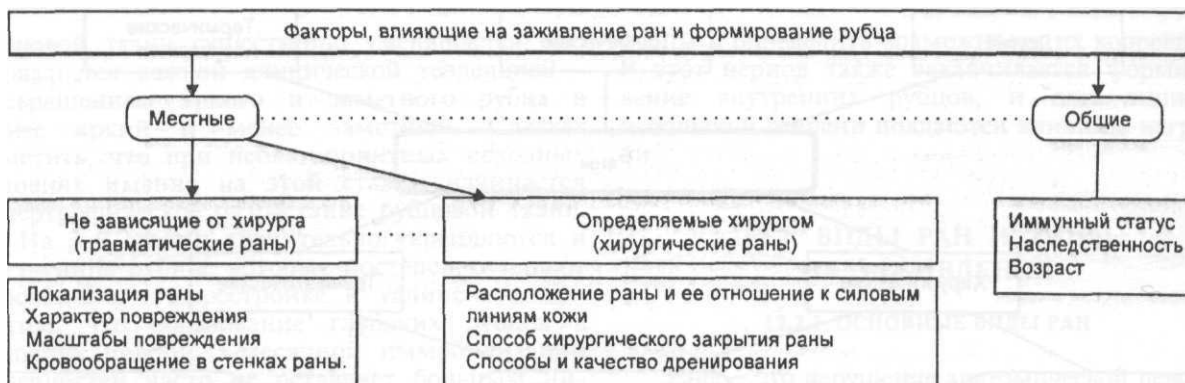 Факторы, влияющие на заживление ран и формирование рубца
Местные
Общие
Не зависящие от хирурга
(травматические раны)
Определяемые хирургом
(хирургические раны)
Иммунный статус
Наследственность
Возраст
Локализация раны
Характер повреждения
Масштабы повреждения
Кровообращение в стенках раны.
Расположение раны и ее отношение к силовым
линиям кожи
Способ хирургического закрытия раны
Способы и качество дренирования